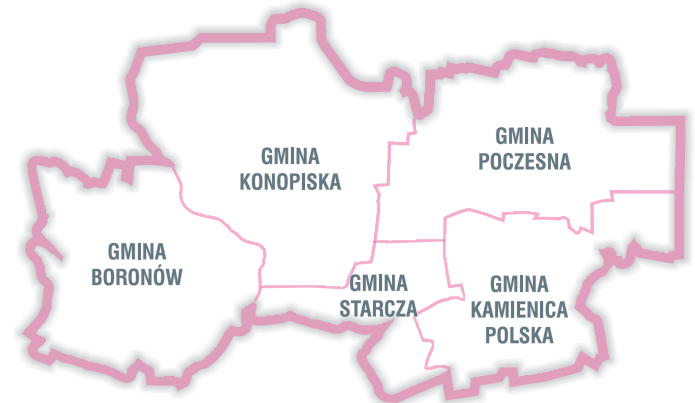 GMINA
POCZESNA
GMINA
KONOPISKA
GMINA
BORONÓW
GMINA
STARCZA
GMINA
KAMIENICA
POLSKA